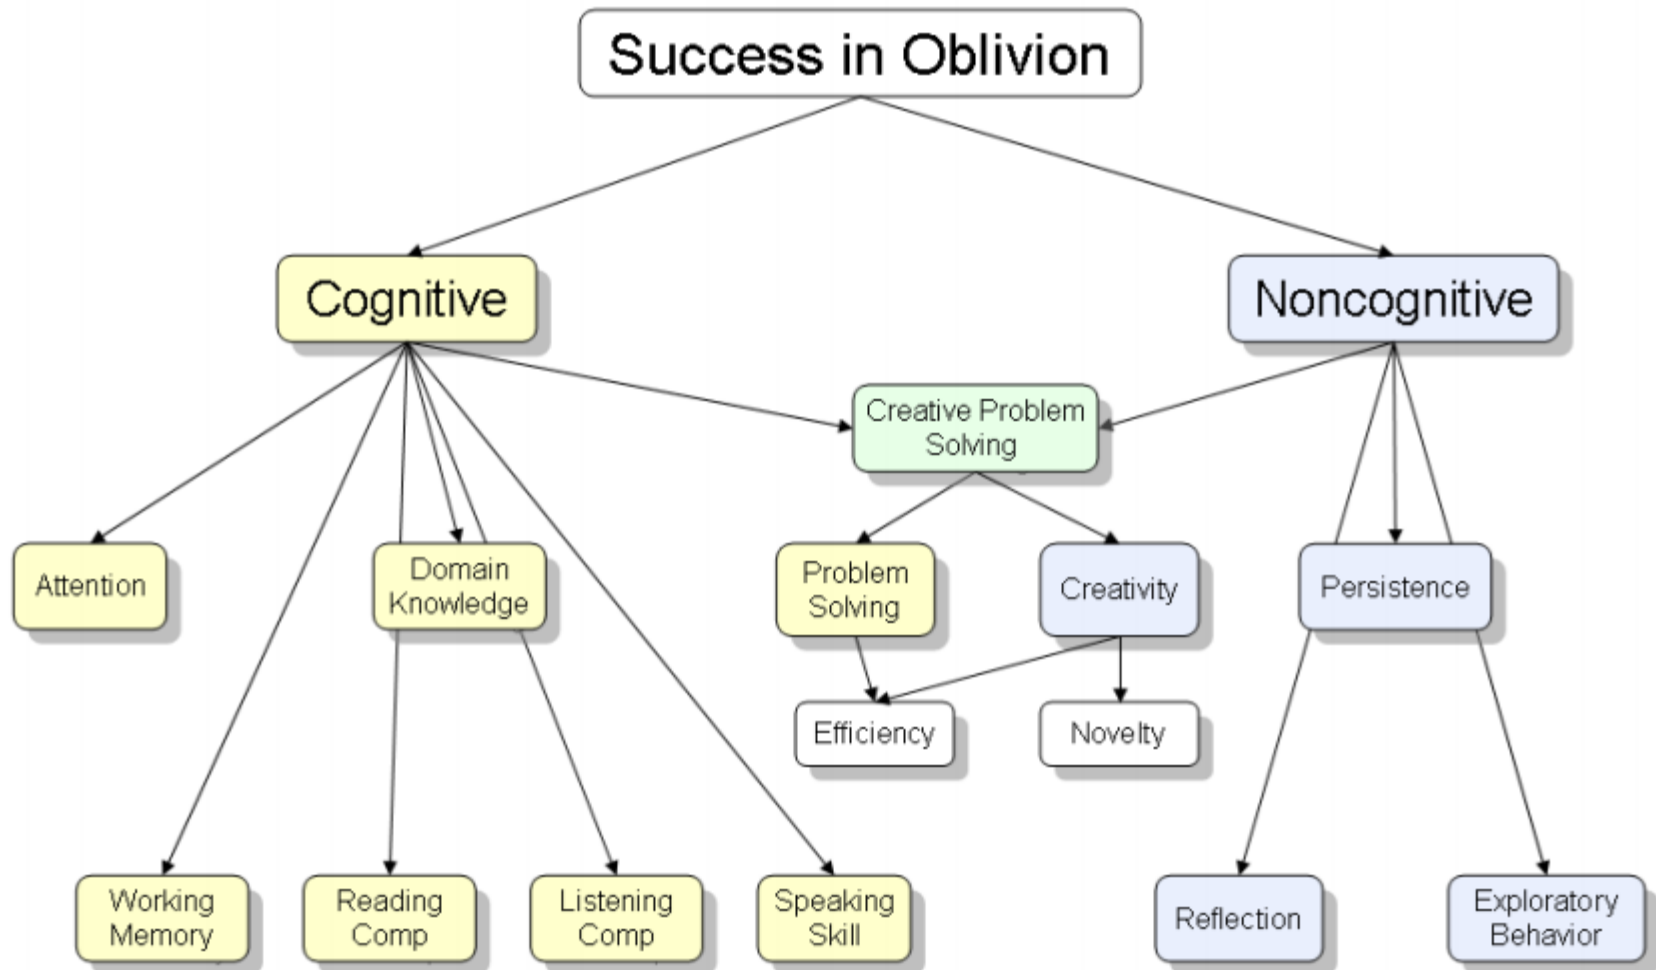 Success in Oblivion
Cognitive
Noncognitive
Creative Problem
Solving
Attention
Domain
Knowledge
Problem
Solving
Creativity
Persistence
Efficiency
Novelty
Working
Memory
Reading
Comp
Listening
Comp
Speaking
Skill
Reflection
Exploratory
Behavior